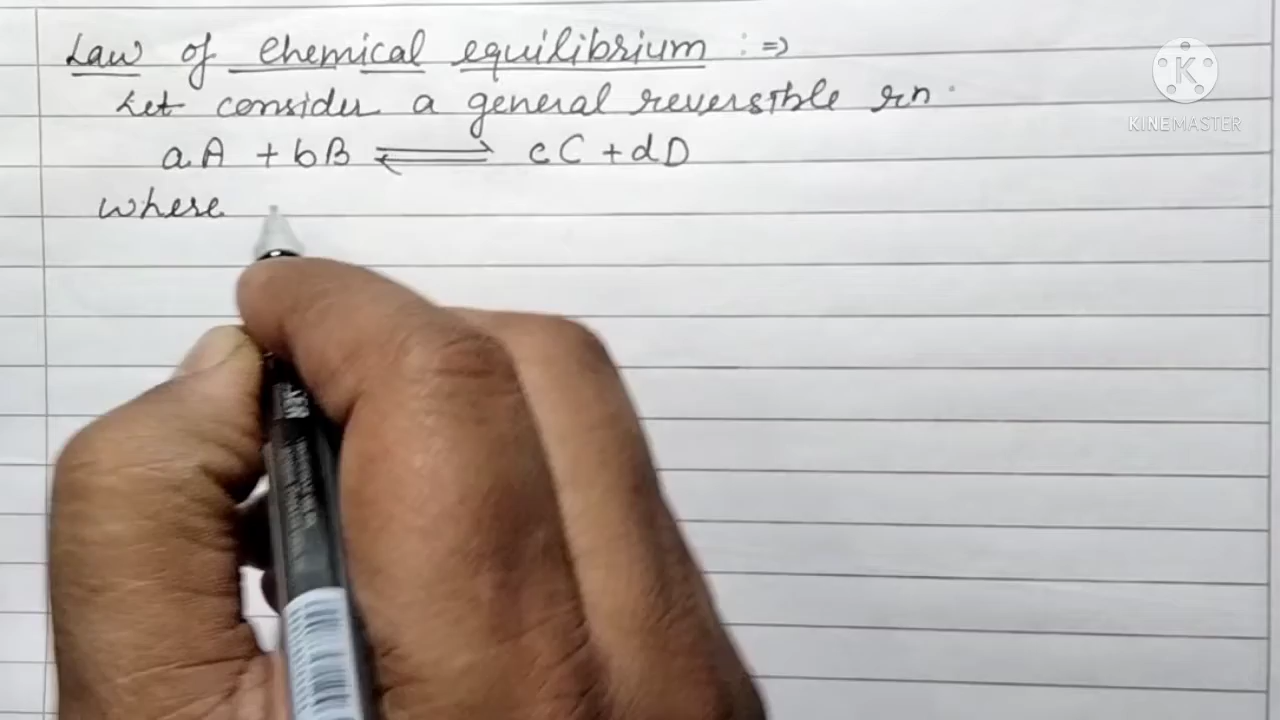 Law of chemical equilibrium :⇒
Let consider a general reversible rn.
aA + bB ⇌ cC + dD
where
K
KINEMASTER